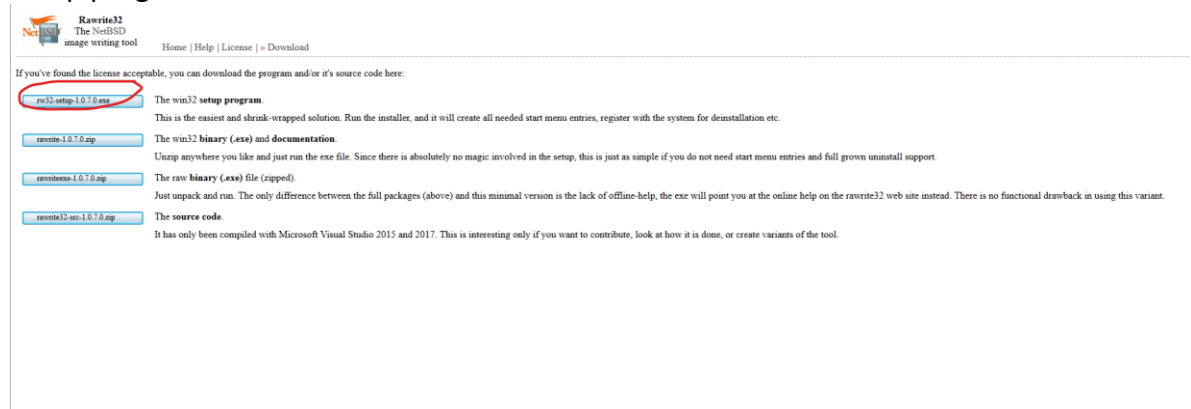 Rawrite32
The NetBSD
image writing tool
NetBSD
Home | Help | License | » Download
If you've found the license acceptable, you can download the program and/or it's source code here:
rw32-setup-1.0.7.0.exe
The win32 setup program.
This is the easiest and shrink-wrapped solution. Run the installer, and it will create all needed start menu entries, register with the system for deinstallation etc.
rawrite-1.0.7.0.zip
The win32 binary (.exe) and documentation.
Unzip anywhere you like and just run the exe file. Since there is absolutely no magic involved in the setup, this is just as simple if you do not need start menu entries and full grown uninstall support.
rawriteexe-1.0.7.0.zip
The raw binary (.exe) file (zipped).
Just unpack and run. The only difference between the full packages (above) and this minimal version is the lack of offline-help, the exe will point you at the online help on the rawrite32 web site instead. There is no functional drawback in using this variant.
rawrite32-src-1.0.7.0.zip
The source code.
It has only been compiled with Microsoft Visual Studio 2015 and 2017. This is interesting only if you want to contribute, look at how it is done, or create variants of the tool.